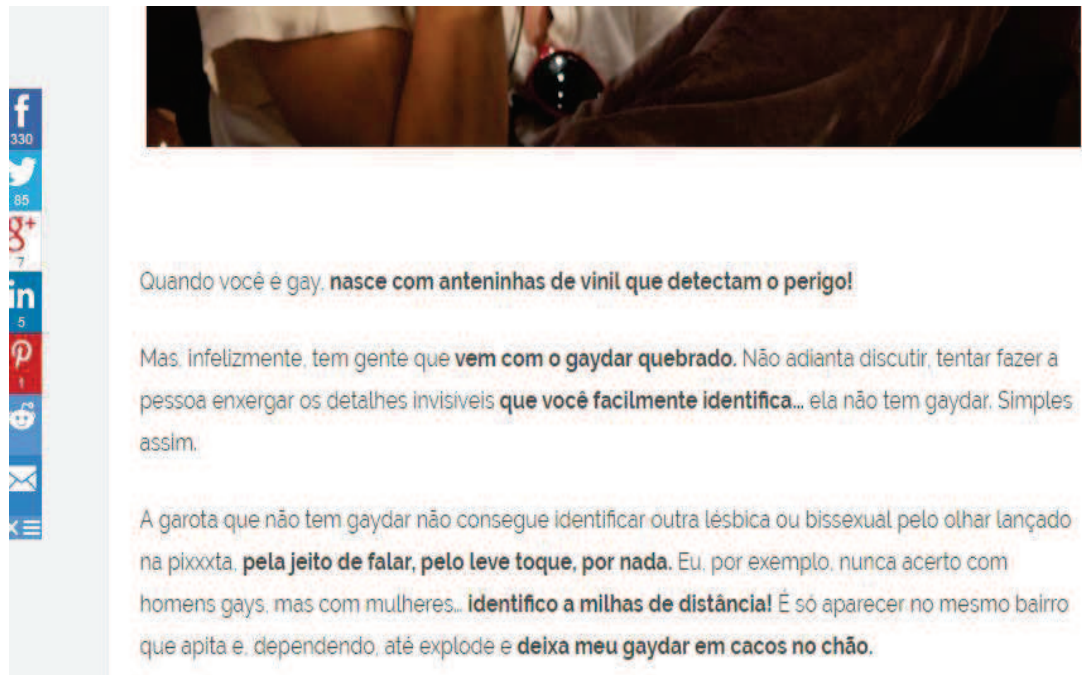 f
330
85
g+
7
in
5
1
Quando você é gay, nasce com anteninhas de vinil que detectam o perigo!
Mas, infelizmente, tem gente que vem com o gaydar quebrado. Não adianta discutir, tentar fazer a
pessoa enxergar os detalhes invisíveis que você facilmente identifica... ela não tem gaydar. Simples
assim.
A garota que não tem gaydar não consegue identificar outra lésbica ou bissexual pelo olhar lançado
na pixxxta, pela jeito de falar, pelo leve toque, por nada. Eu, por exemplo, nunca acerto com
homens gays, mas com mulheres... identifico a milhas de distância! É só aparecer no mesmo bairro
que apita e, dependendo, até explode e deixa meu gaydar em cacos no chão.